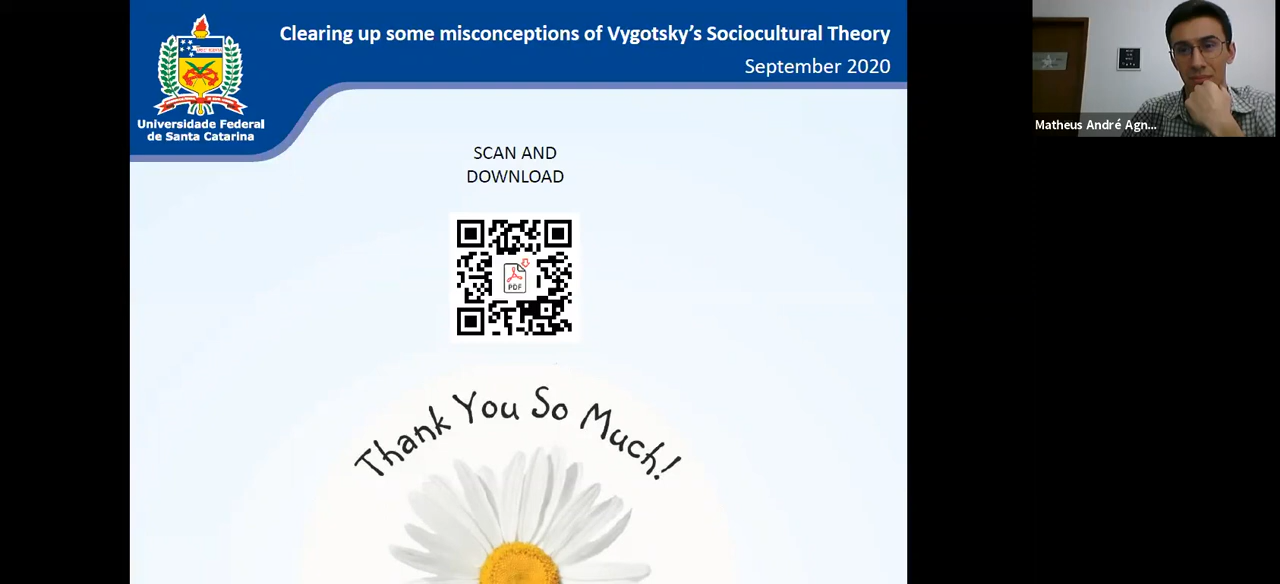 Clearing up some misconceptions of Vygotsky's Sociocultural Theory
September 2020
Universidade Federal
de Santa Catarina
SCAN AND
DOWNLOAD
PDF
Thank You So Much!
Matheus André Agn...